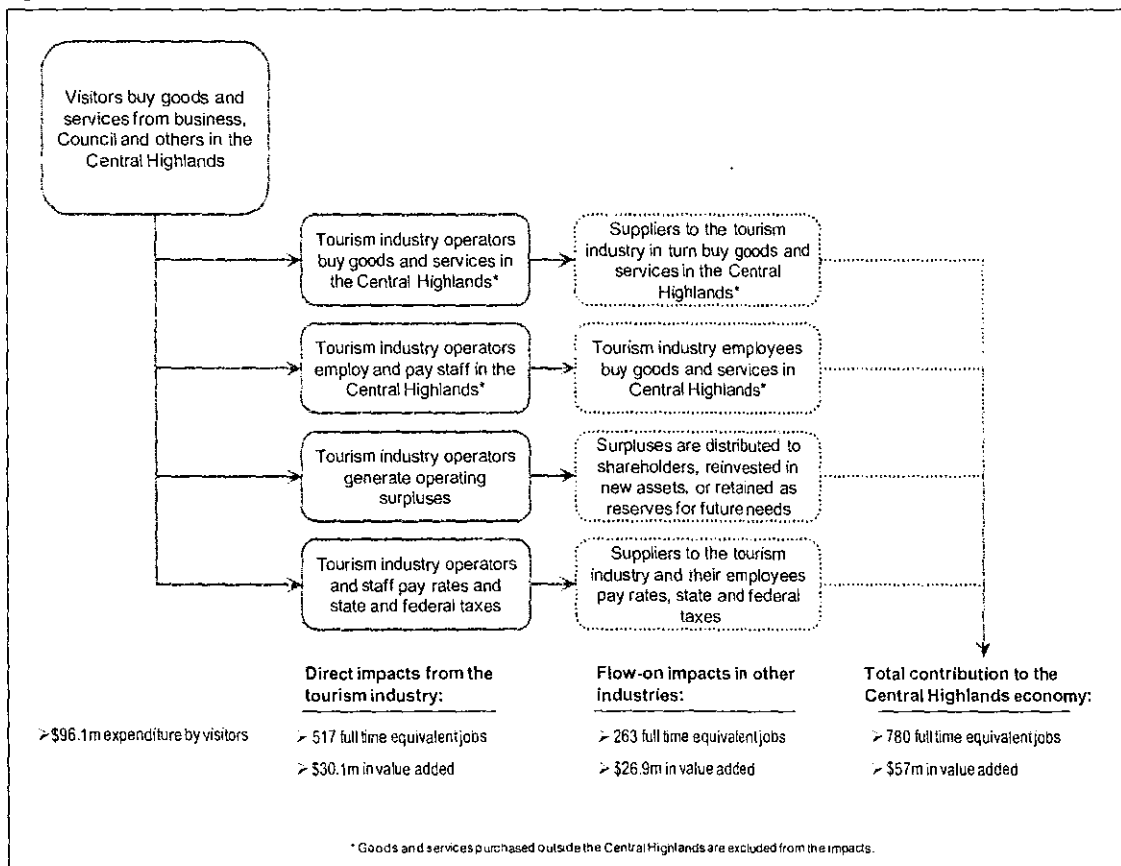 Visitors buy goods and
services from business,
Council and others in the
Central Highlands
Tourism industry operators
buy goods and services in
the Central Highlands*
Suppliers to the tourism
industry in turn buy goods and
services in the Central
Highlands*
Tourism industry operators
employ and pay staff in the
Central Highlands*
Tourism industry employees
buy goods and services in
Central Highlands*
Tourism industry operators
generate operating
surpluses
Surpluses are distributed to
shareholders, reinvested in
new assets, or retained as
reserves for future needs
Tourism industry operators
and staff pay rates and
state and federal taxes
Suppliers to the tourism
industry and their employees
pay rates, state and federal
taxes
Direct impacts from the
tourism industry:
Flow-on impacts in other
industries:
Total contribution to the
Central Highlands economy:
➢ $96.1m expenditure by visitors
➢ 517 full time equivalent jobs
➢ 263 full time equivalent jobs
➢ 780 full time equivalent jobs
➢ $30.1m in value added
➢ $26.9m in value added
➢ $57m in value added
* Goods and services purchased outside the Central Highlands are excluded from the impacts.